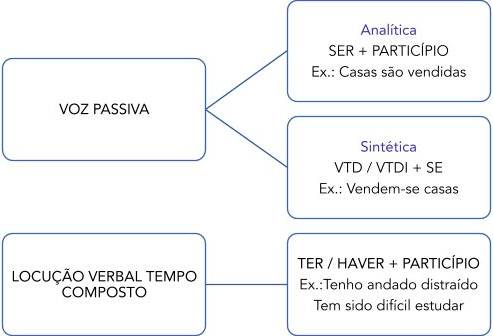 VOZ PASSIVA
Analítica
SER + PARTICÍPIO
Ex.: Casas são vendidas
Sintética
VTD / VTDI + SE
Ex.: Vendem-se casas
LOCUÇÃO VERBAL TEMPO
COMPOSTO
TER / HAVER + PARTICÍPIO
Ex.:Tenho andado distraído
Tem sido difícil estudar